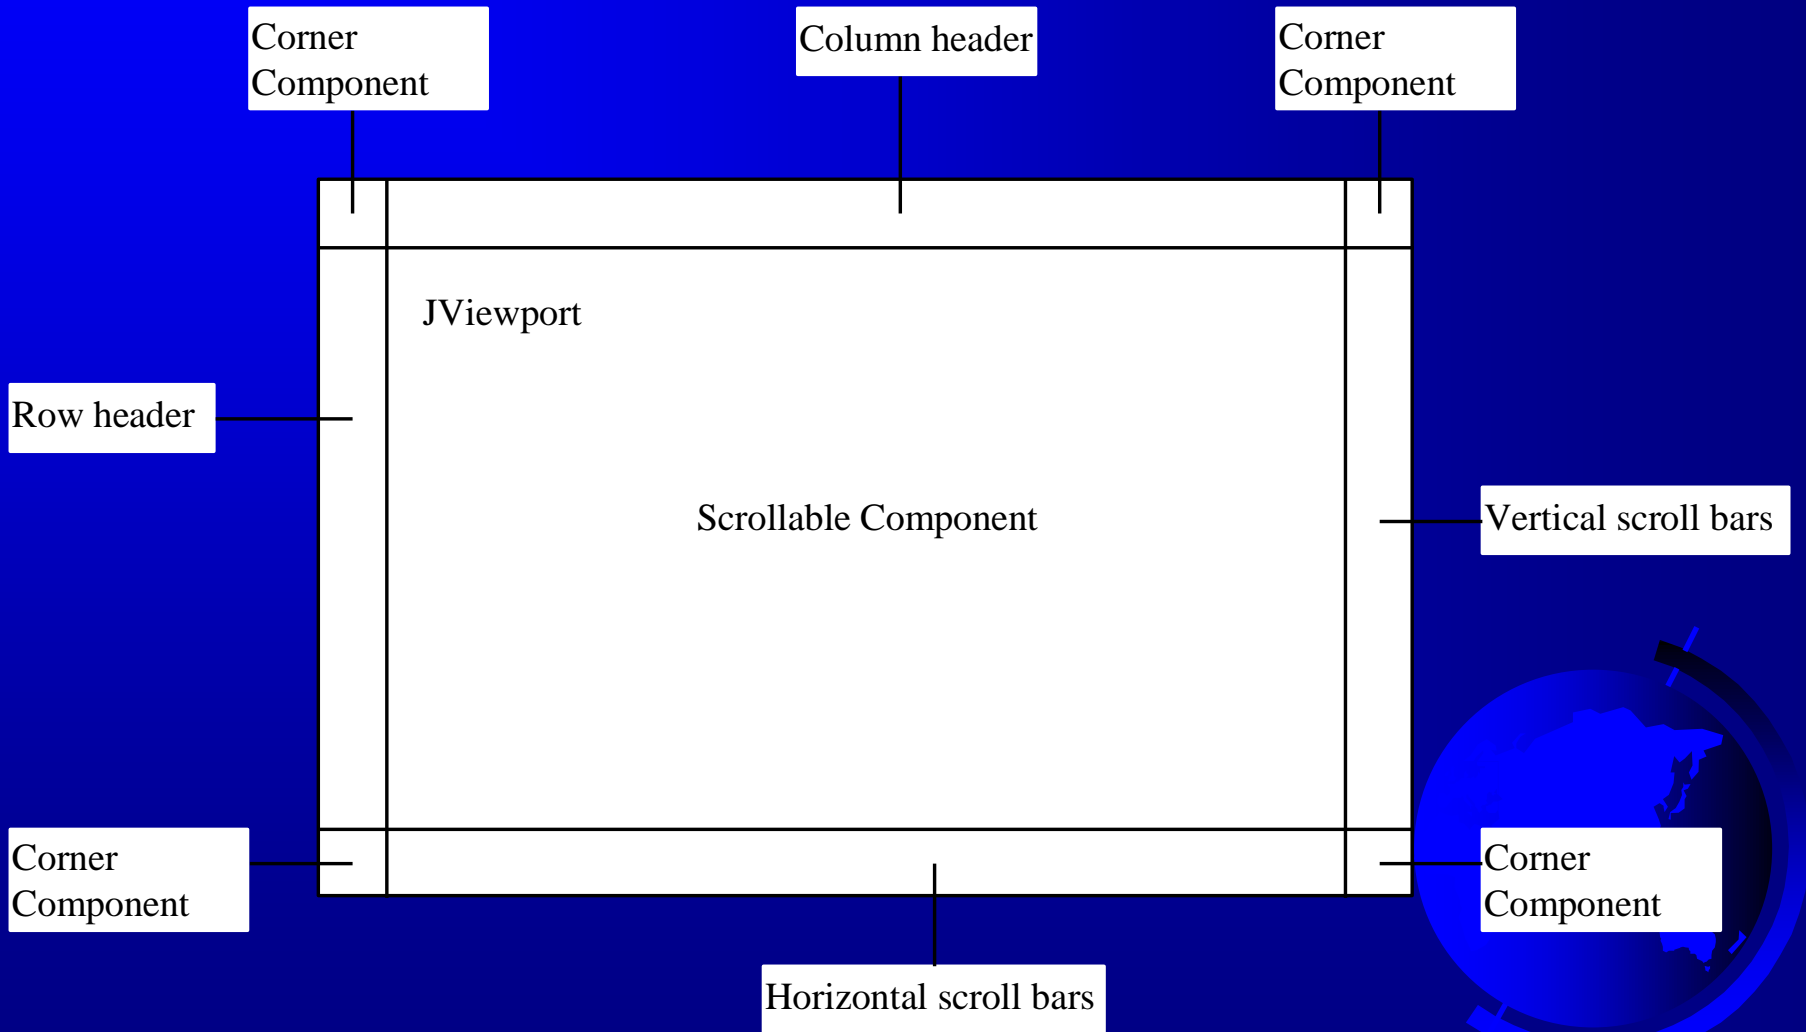 Corner
Component
Column header
Corner
Component
JViewport
Row header
Scrollable Component
Vertical scroll bars
Corner
Component
Corner
Component
Horizontal scroll bars